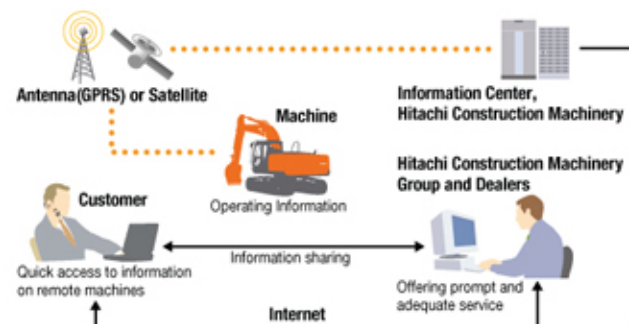 Antenna(GPRS) or Satellite
Information Center,
Hitachi Construction Machinery
Machine
Operating Information
Hitachi Construction Machinery
Group and Dealers
Customer
Quick access to information
on remote machines
Information sharing
Offering prompt and
adequate service
Internet